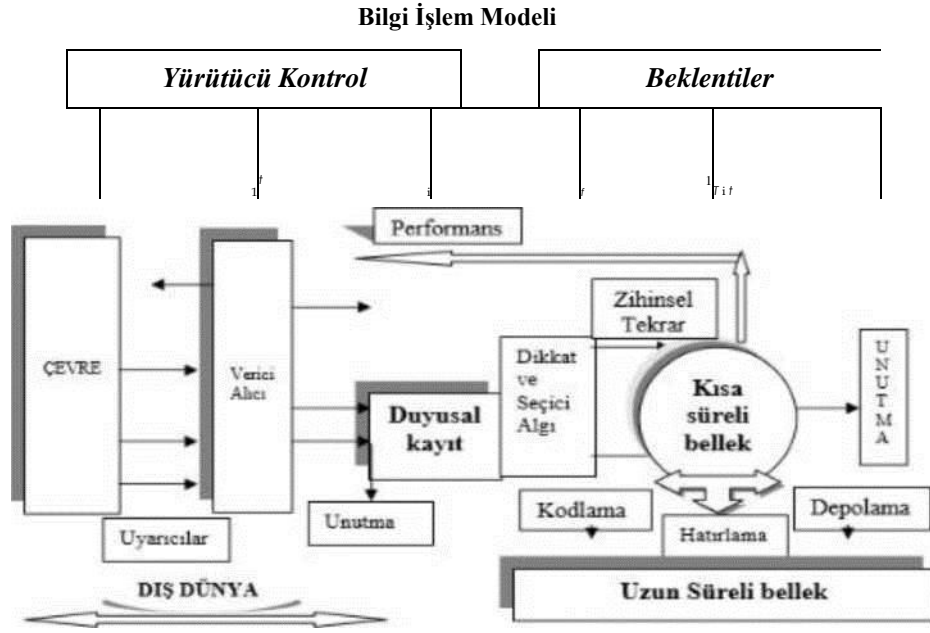 Bilgi İşlem Modeli
Yürütücü Kontrol
Beklentiler
Performans
Zihinsel
Tekrar
ÇEVRE
Verici
Alıcı
Duyusal
kayıt
Dikkat
ve
Seçici
Algı
Kısa
süreli
bellek
U
N
U
T
M
A
Uyarıcılar
Unutma
Kodlama
Hatırlama
Depolama
DIŞ DÜNYA
Uzun Süreli bellek